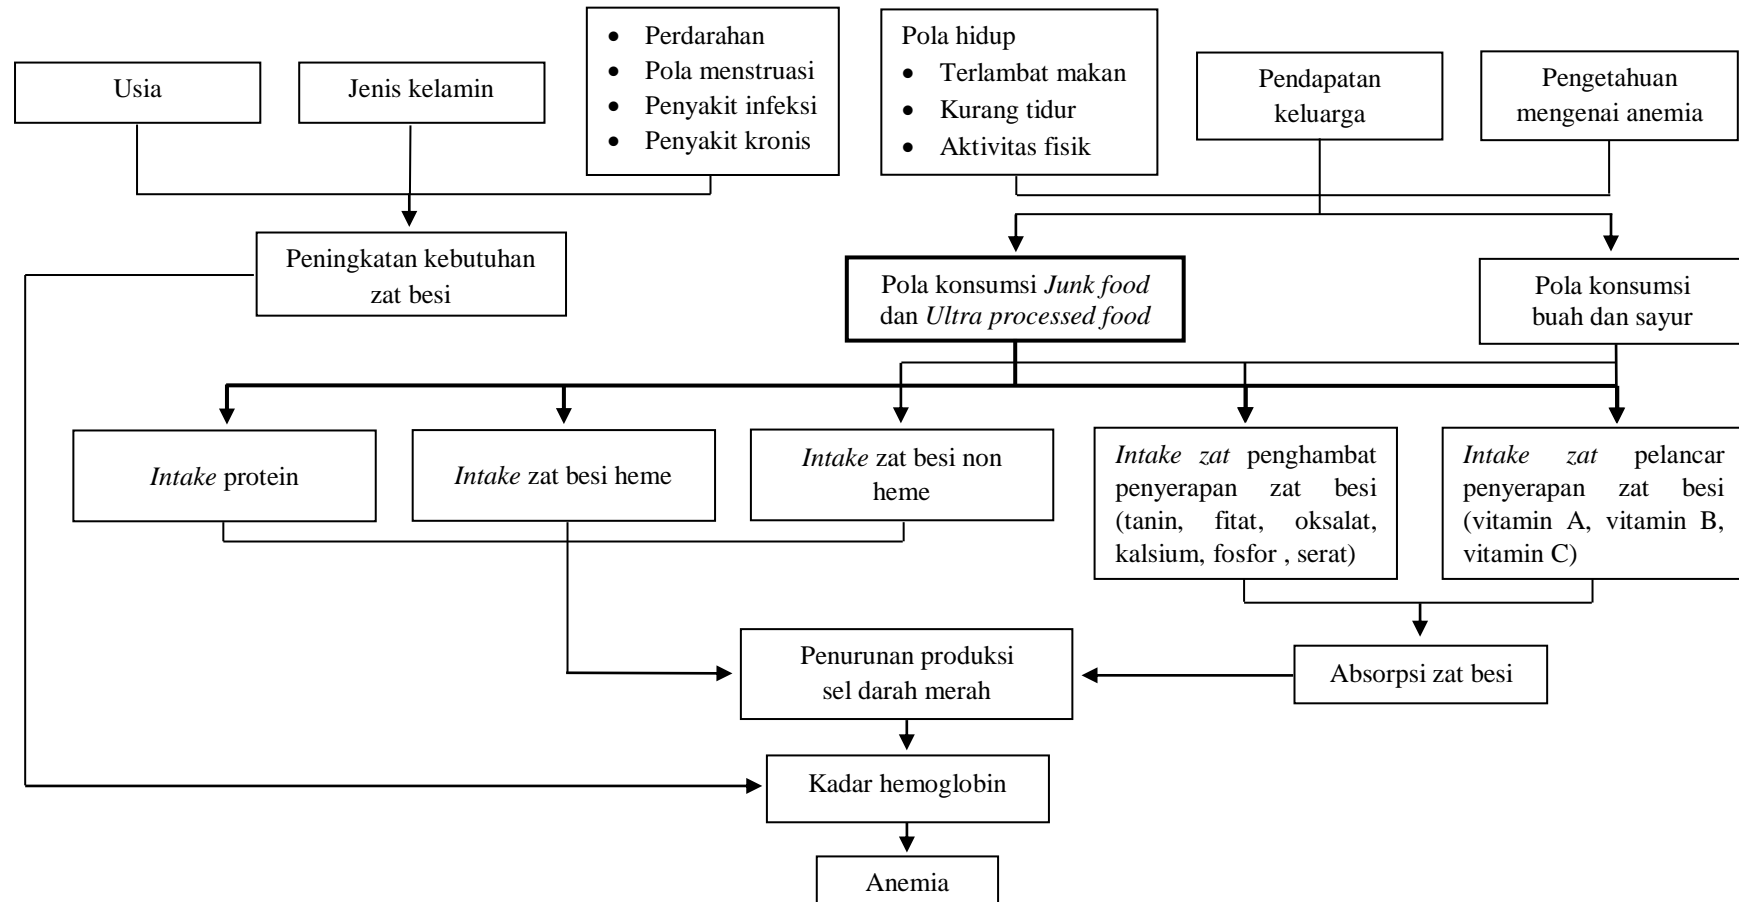 Usia
Jenis kelamin
• Perdarahan
• Pola menstruasi
• Penyakit infeksi
• Penyakit kronis
Pola hidup
• Terlambat makan
• Kurang tidur
• Aktivitas fisik
Pendapatan
keluarga
Pengetahuan
mengenai anemia
Peningkatan kebutuhan
zat besi
Pola konsumsi Junk food
dan Ultra processed food
Pola konsumsi
buah dan sayur
Intake protein
Intake zat besi heme
Intake zat besi non
heme
Intake zat penghambat
penyerapan zat besi
(tanin, fitat, oksalat,
kalsium, fosfor , serat)
Intake zat pelancar
penyerapan zat besi
(vitamin A, vitamin B,
vitamin C)
Penurunan produksi
sel darah merah
Absorpsi zat besi
Kadar hemoglobin
Anemia